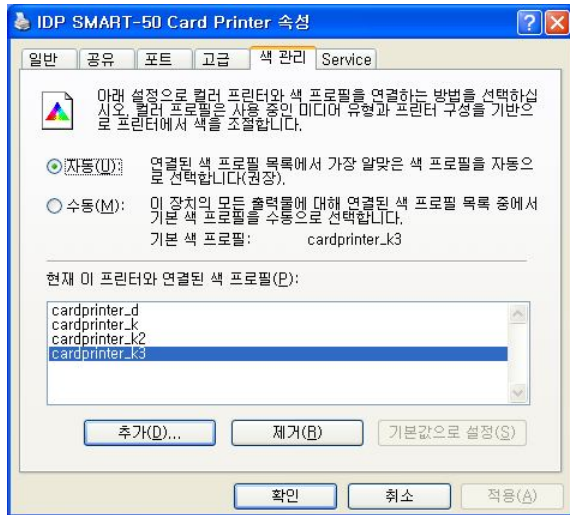 IDP SMART-50 Card Printer 속성
일반 공유 포트 고급 색 관리 Service
아래 설정으로 컬러 프린터와 색 프로필을 연결하는 방법을 선택하십
시오. 컬러 프로필은 사용 중인 미디어 유형과 프린터 구성을 기반으
로 프린터에서 색을 조절합니다.
자동(U): 연결된 색 프로필 목록에서 가장 알맞은 색 프로필을 자동으
로 선택합니다(권장).
수동(M): 이 장치의 모든 출력물에 대해 연결된 색 프로필 목록 중에서
기본 색 프로필을 수동으로 선택합니다.
기본 색 프로필: cardprinter_k3
현재 이 프린터와 연결된 색 프로필(P):
cardprinter_d
cardprinter_k
cardprinter_k2
cardprinter_k3
추가(D)... 제거(R) 기본값으로 설정(S)
확인 취소 적용(A)